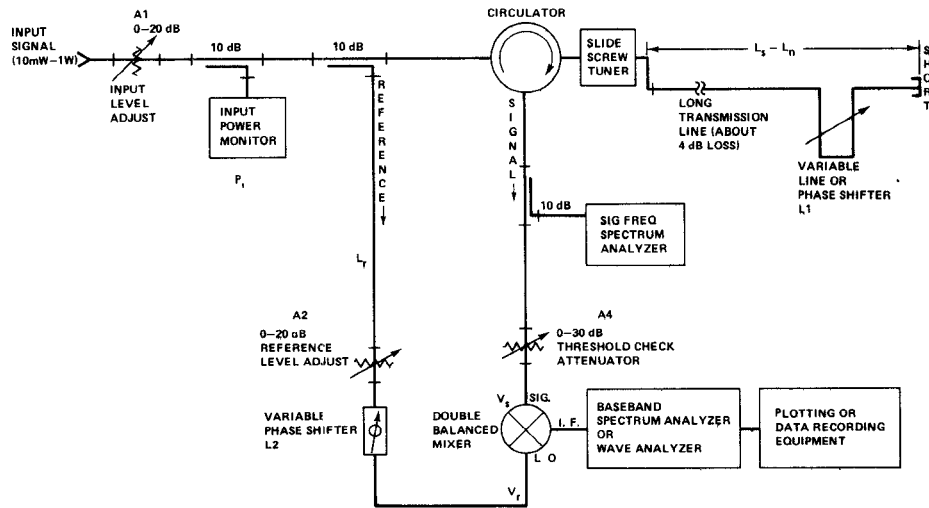 A1
0–20 dB
INPUT
SIGNAL
(10mW–1W)
INPUT
LEVEL
ADJUST
10 dB
INPUT
POWER
MONITOR
P₁
10 dB
REFERENCE
CIRCULATOR
SLIDE
SCREW
TUNER
Ls – Ln
SHORT
LONG
TRANSMISSION
LINE (ABOUT
4 dB LOSS)
VARIABLE
LINE OR
PHASE SHIFTER
L1
SIGNAL
10 dB
SIG FREQ
SPECTRUM
ANALYZER
Lr
A2
0–20 dB
REFERENCE
LEVEL ADJUST
A4
0–30 dB
THRESHOLD CHECK
ATTENUATOR
VARIABLE
PHASE SHIFTER
L2
Φ
DOUBLE
BALANCED
MIXER
Vs
SIG.
I. F.
L O
Vr
BASEBAND
SPECTRUM ANALYZER
OR
WAVE ANALYZER
PLOTTING OR
DATA RECORDING
EQUIPMENT